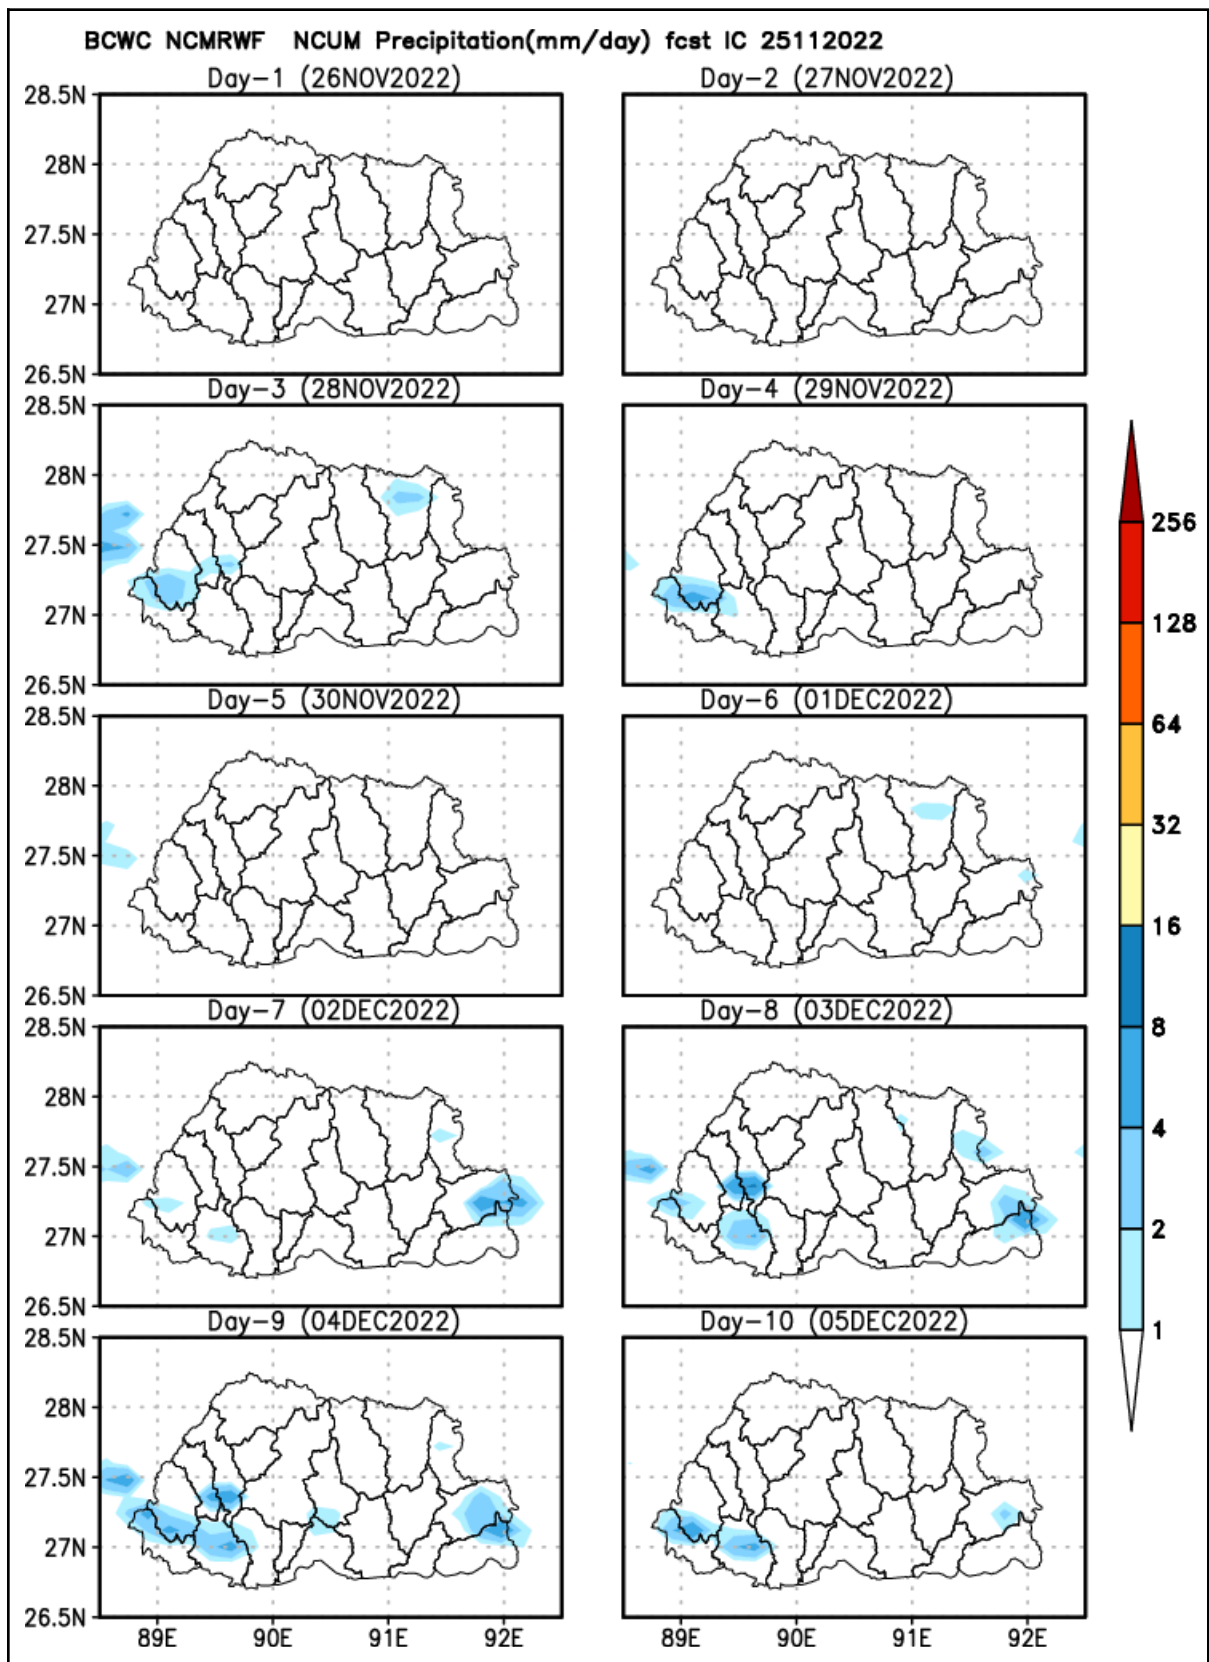 BCWC NCMRWF NCUM Precipitation(mm/day) fcst IC 25112022
Day-1 (26NOV2022) Day-2 (27NOV2022)
28.5N
28N
27.5N
27N
26.5N
Day-3 (28NOV2022) Day-4 (29NOV2022)
28.5N
28N
27.5N
27N
26.5N
Day-5 (30NOV2022) Day-6 (01DEC2022)
28.5N
28N
27.5N
27N
26.5N
Day-7 (02DEC2022) Day-8 (03DEC2022)
28.5N
28N
27.5N
27N
26.5N
Day-9 (04DEC2022) Day-10 (05DEC2022)
28.5N
28N
27.5N
27N
26.5N
89E 90E 91E 92E 89E 90E 91E 92E
256
128
64
32
16
8
4
2
1